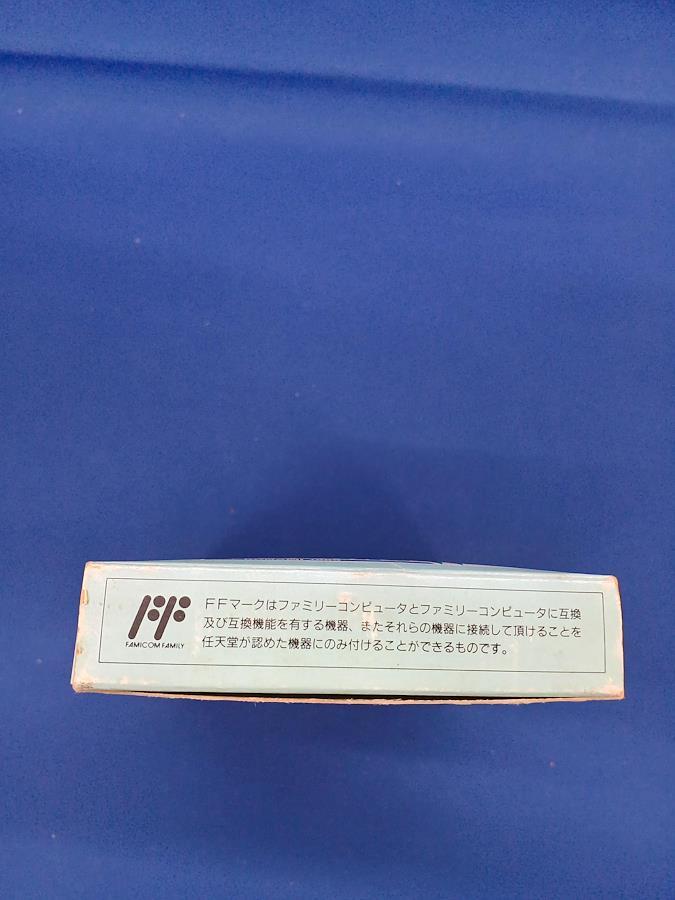 FFマークはファミリーコンピュータとファミリーコンピュータに互換
及び互換機能を有する機器、またそれらの機器に接続して頂けることを
任天堂が認めた機器にのみ付けることができるものです。
FF
FAMICOM FAMILY